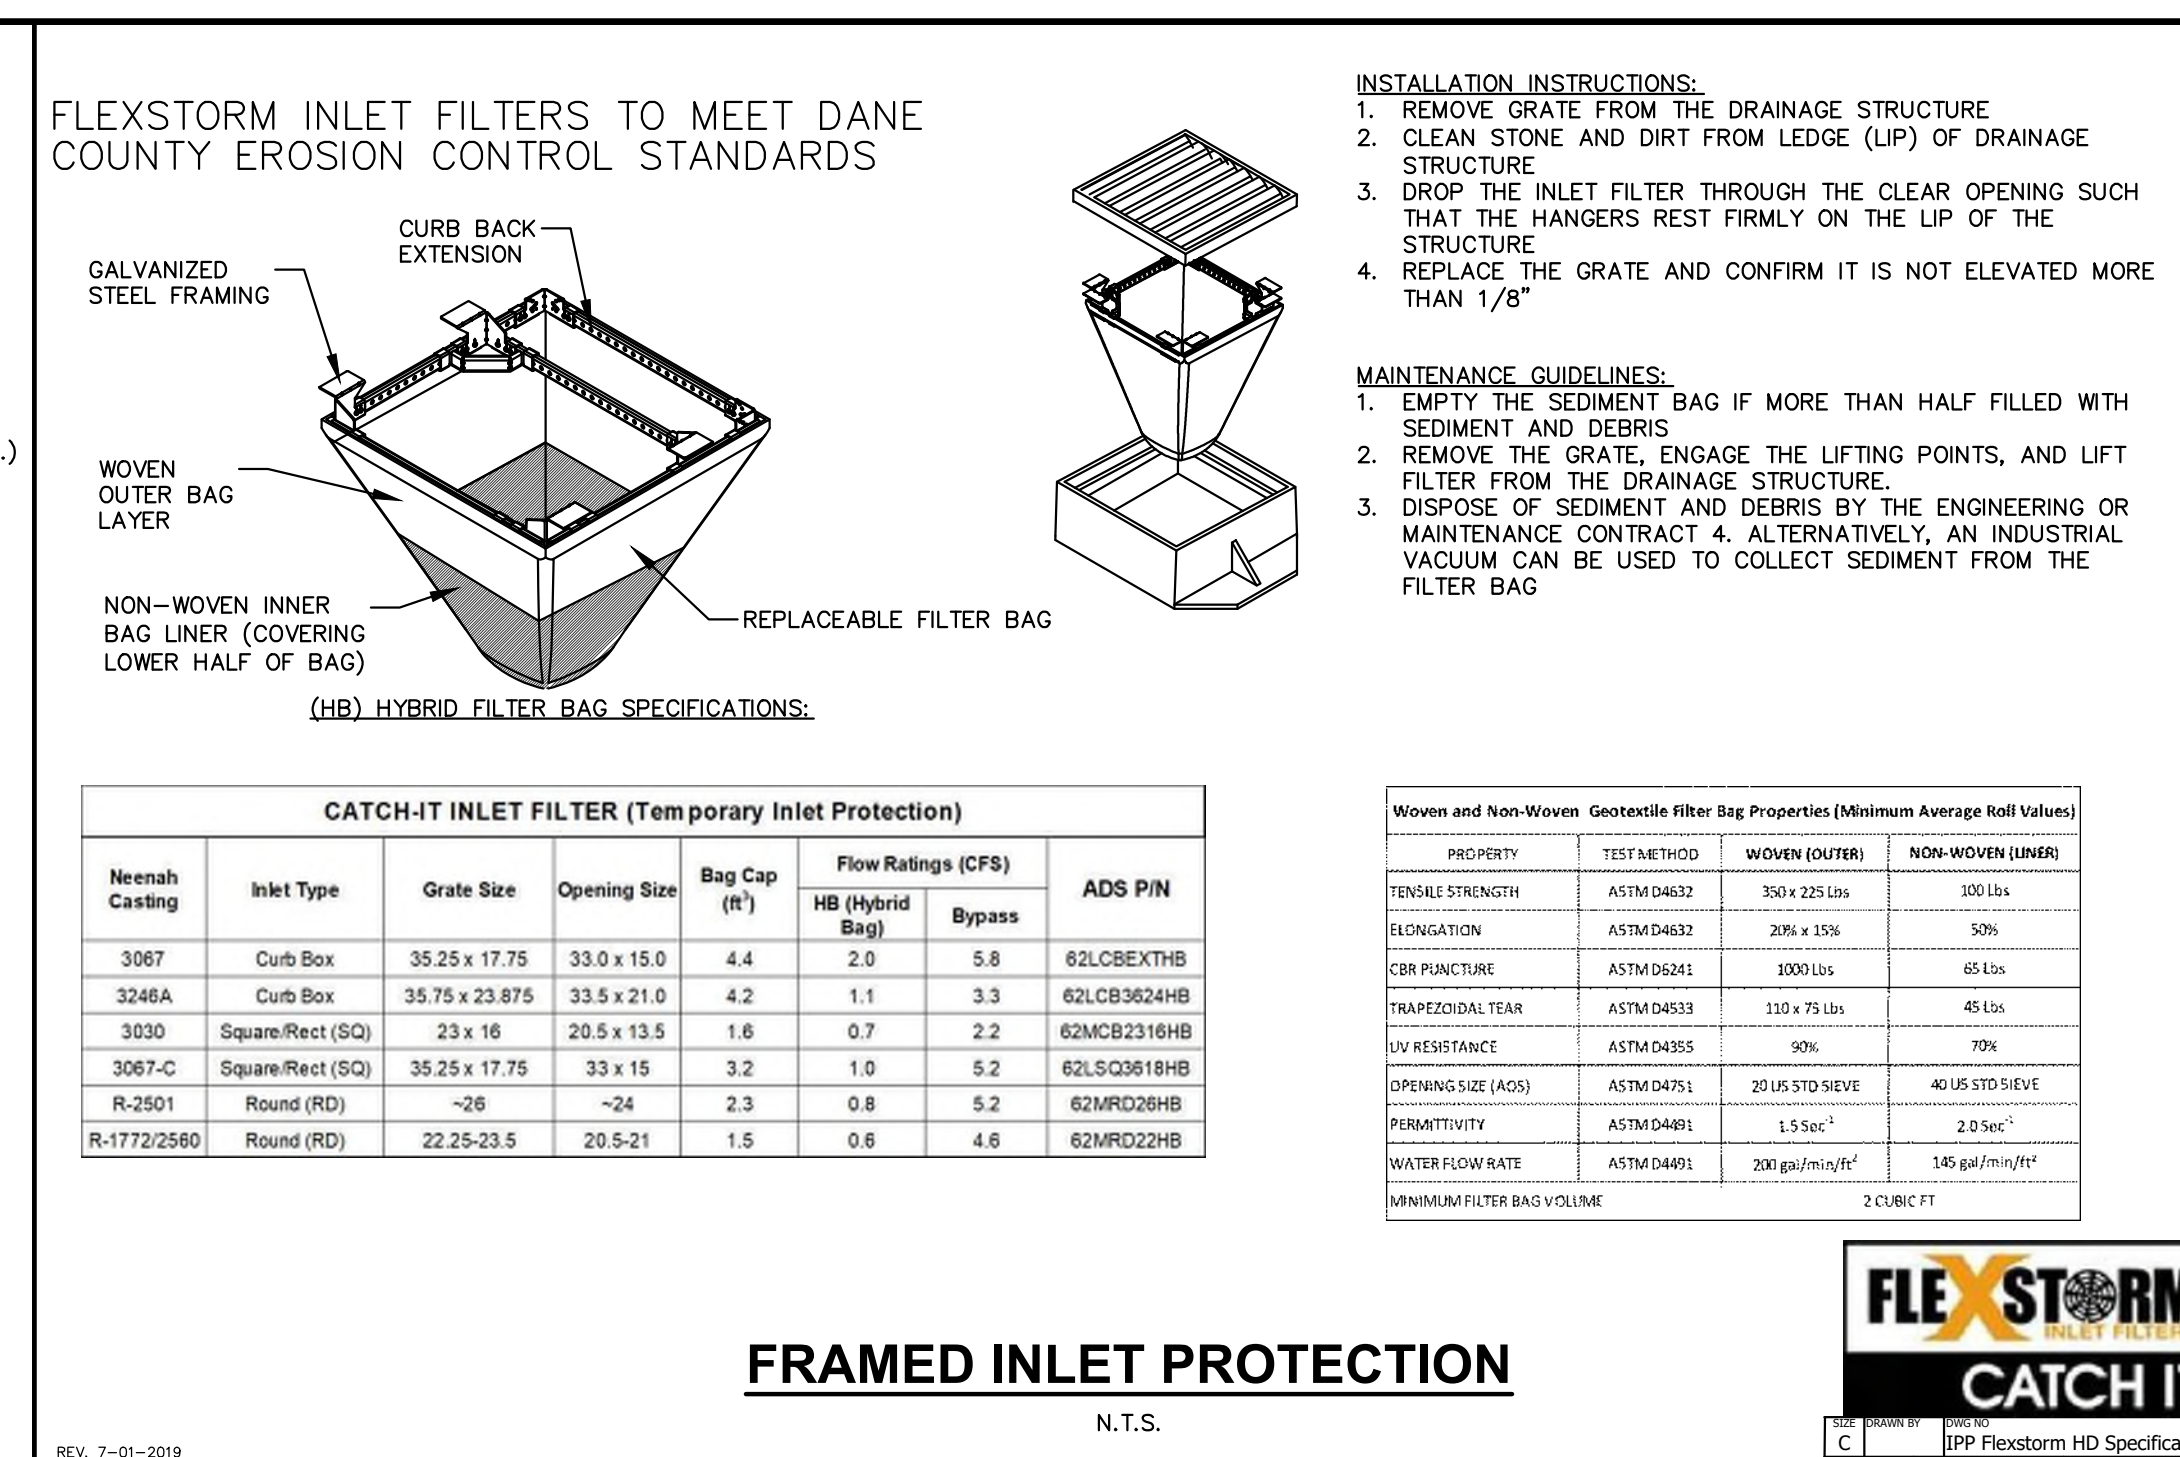 .)
FLEXSTORM INLET FILTERS TO MEET DANE
COUNTY EROSION CONTROL STANDARDS
CURB BACK
EXTENSION
GALVANIZED
STEEL FRAMING
WOVEN
OUTER BAG
LAYER
NON-WOVEN INNER
BAG LINER (COVERING
LOWER HALF OF BAG)
REPLACEABLE FILTER BAG
(HB) HYBRID FILTER BAG SPECIFICATIONS:
INSTALLATION INSTRUCTIONS:
1. REMOVE GRATE FROM THE DRAINAGE STRUCTURE
2. CLEAN STONE AND DIRT FROM LEDGE (LIP) OF DRAINAGE
STRUCTURE
3. DROP THE INLET FILTER THROUGH THE CLEAR OPENING SUCH
THAT THE HANGERS REST FIRMLY ON THE LIP OF THE
STRUCTURE
4. REPLACE THE GRATE AND CONFIRM IT IS NOT ELEVATED MORE
THAN 1/8"
MAINTENANCE GUIDELINES:
1. EMPTY THE SEDIMENT BAG IF MORE THAN HALF FILLED WITH
SEDIMENT AND DEBRIS
2. REMOVE THE GRATE, ENGAGE THE LIFTING POINTS, AND LIFT
FILTER FROM THE DRAINAGE STRUCTURE.
3. DISPOSE OF SEDIMENT AND DEBRIS BY THE ENGINEERING OR
MAINTENANCE CONTRACT 4. ALTERNATIVELY, AN INDUSTRIAL
VACUUM CAN BE USED TO COLLECT SEDIMENT FROM THE
FILTER BAG
CATCH-IT INLET FILTER (Temporary Inlet Protection)
Neenah Casting Inlet Type Grate Size Opening Size Bag Cap (ft³) Flow Ratings (CFS) ADS P/N
HB (Hybrid Bag) Bypass
3067 Curb Box 35.25 x 17.75 33.0 x 15.0 4.4 2.0 5.8 62LCBEXTHB
3246A Curb Box 35.75 x 23.875 33.5 x 21.0 4.2 1.1 3.3 62LCB3624HB
3030 Square/Rect (SQ) 23 x 16 20.5 x 13.5 1.6 0.7 2.2 62MCB2316HB
3067-C Square/Rect (SQ) 35.25 x 17.75 33 x 15 3.2 1.0 5.2 62LSQ3618HB
R-2501 Round (RD) ~26 ~24 2.3 0.8 5.2 62MRD26HB
R-1772/2560 Round (RD) 22.25-23.5 20.5-21 1.5 0.6 4.6 62MRD22HB
Woven and Non-Woven Geotextile Filter Bag Properties (Minimum Average Roll Values)
PROPERTY TEST METHOD WOVEN (OUTER) NON-WOVEN (LINER)
TENSILE STRENGTH ASTM D4632 350 x 225 Lbs 100 Lbs
ELONGATION ASTM D4632 20% x 15% 50%
CBR PUNCTURE ASTM D6241 1000 Lbs 65 Lbs
TRAPEZOIDAL TEAR ASTM D4533 110 x 75 Lbs 45 Lbs
UV RESISTANCE ASTM D4355 90% 70%
OPENING SIZE (AOS) ASTM D4751 20 US STD SIEVE 40 US STD SIEVE
PERMITTIVITY ASTM D4491 1.5 Sec⁻¹ 2.0 Sec⁻¹
WATER FLOW RATE ASTM D4491 200 gal/min/ft² 145 gal/min/ft²
MINIMUM FILTER BAG VOLUME 2 CUBIC FT
FLEXSTORM
INLET FILTER
CATCH IT
FRAMED INLET PROTECTION
N.T.S.
REV. 7-01-2019
SIZE DRAWN BY DWG NO
C IPP Flexstorm HD Specifica